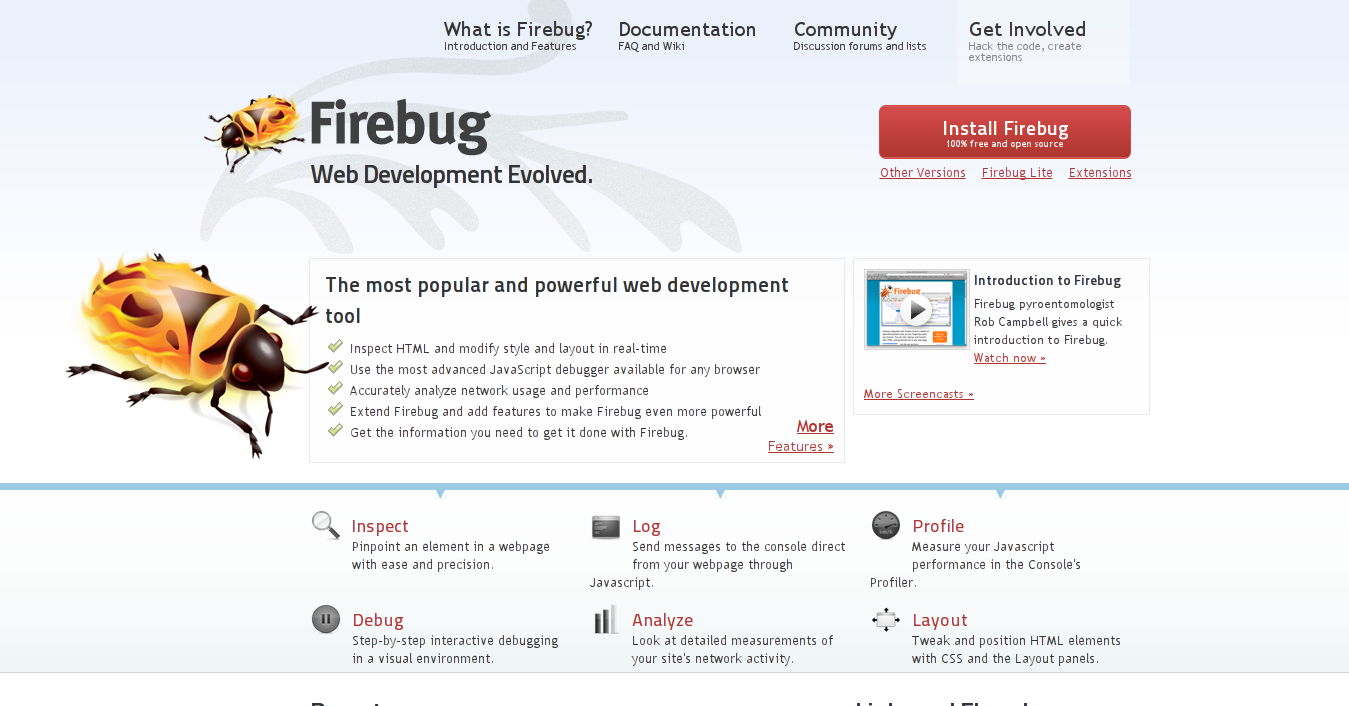 What is Firebug?
Introduction and Features
Documentation
FAQ and Wiki
Community
Discussion forums and lists
Get Involved
Hack the code, create
extensions
Firebug
Web Development Evolved.
Install Firebug
100% free and open source
Other Versions Firebug Lite Extensions
The most popular and powerful web development
tool
Inspect HTML and modify style and layout in real-time
Use the most advanced JavaScript debugger available for any browser
Accurately analyze network usage and performance
Extend Firebug and add features to make Firebug even more powerful
Get the information you need to get it done with Firebug.
More
Features »
Firebug
Introduction to Firebug
Firebug pyroentomologist
Rob Campbell gives a quick
introduction to Firebug.
Watch now »
More Screencasts »
Inspect
Pinpoint an element in a webpage
with ease and precision.
Log
Send messages to the console direct
from your webpage through
Javascript.
Profile
Measure your Javascript
performance in the Console's
Profiler.
Debug
Step-by-step interactive debugging
in a visual environment.
Analyze
Look at detailed measurements of
your site's network activity.
Layout
Tweak and position HTML elements
with CSS and the Layout panels.